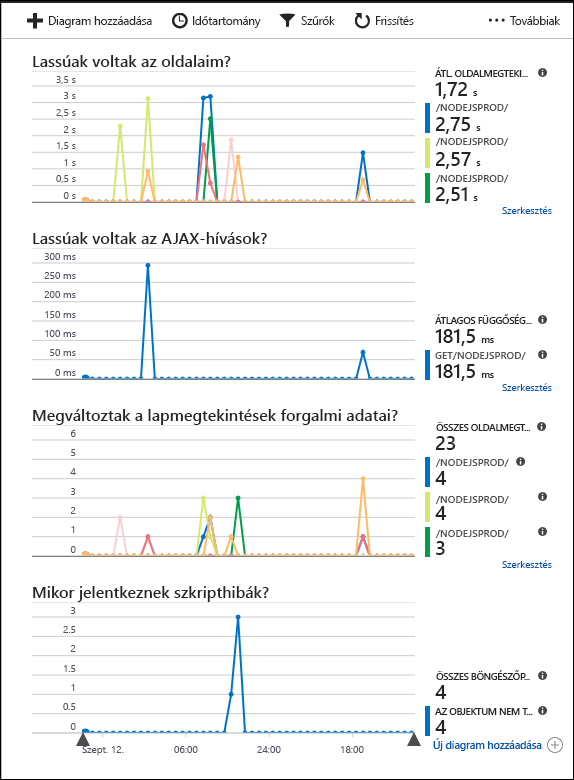 Diagram hozzáadása Időtartomány Szűrők Frissítés Továbbiak
Lassúak voltak az oldalaim?
3,5 s
3 s
2,5 s
2 s
1,5 s
1 s
0,5 s
0 s
ÁTL. OLDALMEGTEKI...
1,72 s
/NODEJSPROD/
2,75 s
/NODEJSPROD/
2,57 s
/NODEJSPROD/
2,51 s
Szerkesztés
Lassúak voltak az AJAX-hívások?
300 ms
250 ms
200 ms
150 ms
100 ms
50 ms
0 ms
ÁTLAGOS FÜGGŐSÉG...
181,5 ms
GET/NODEJSPROD/
181,5 ms
Szerkesztés
Megváltoztak a lapmegtekintések forgalmi adatai?
6
5
4
3
2
1
0
ÖSSZES OLDALMEGT...
23
/NODEJSPROD/
4
/NODEJSPROD/
4
/NODEJSPROD/
3
Szerkesztés
Mikor jelentkeznek szkripthibák?
3
2.5
2
1.5
1
0.5
0
Szept. 12. 06:00 24:00 18:00
ÖSSZES BÖNGÉSZŐP...
4
AZ OBJEKTUM NEM T...
4
Új diagram hozzáadása